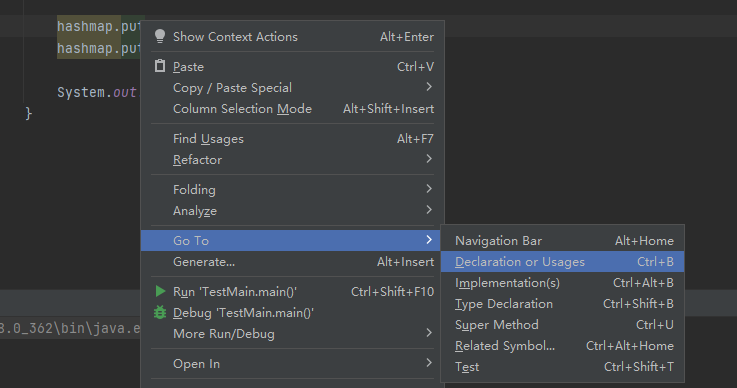 hashmap.put
hashmap.put
System.out
}
Show Context Actions Alt+Enter
Paste Ctrl+V
Copy / Paste Special
Column Selection Mode Alt+Shift+Insert
Find Usages Alt+F7
Refactor
Folding
Analyze
Go To
Generate... Alt+Insert
Run 'TestMain.main()' Ctrl+Shift+F10
Debug 'TestMain.main()'
More Run/Debug
Open In
Navigation Bar Alt+Home
Declaration or Usages Ctrl+B
Implementation(s) Ctrl+Alt+B
Type Declaration Ctrl+Shift+B
Super Method Ctrl+U
Related Symbol... Ctrl+Alt+Home
Test Ctrl+Shift+T
8.0_362\bin\java.e